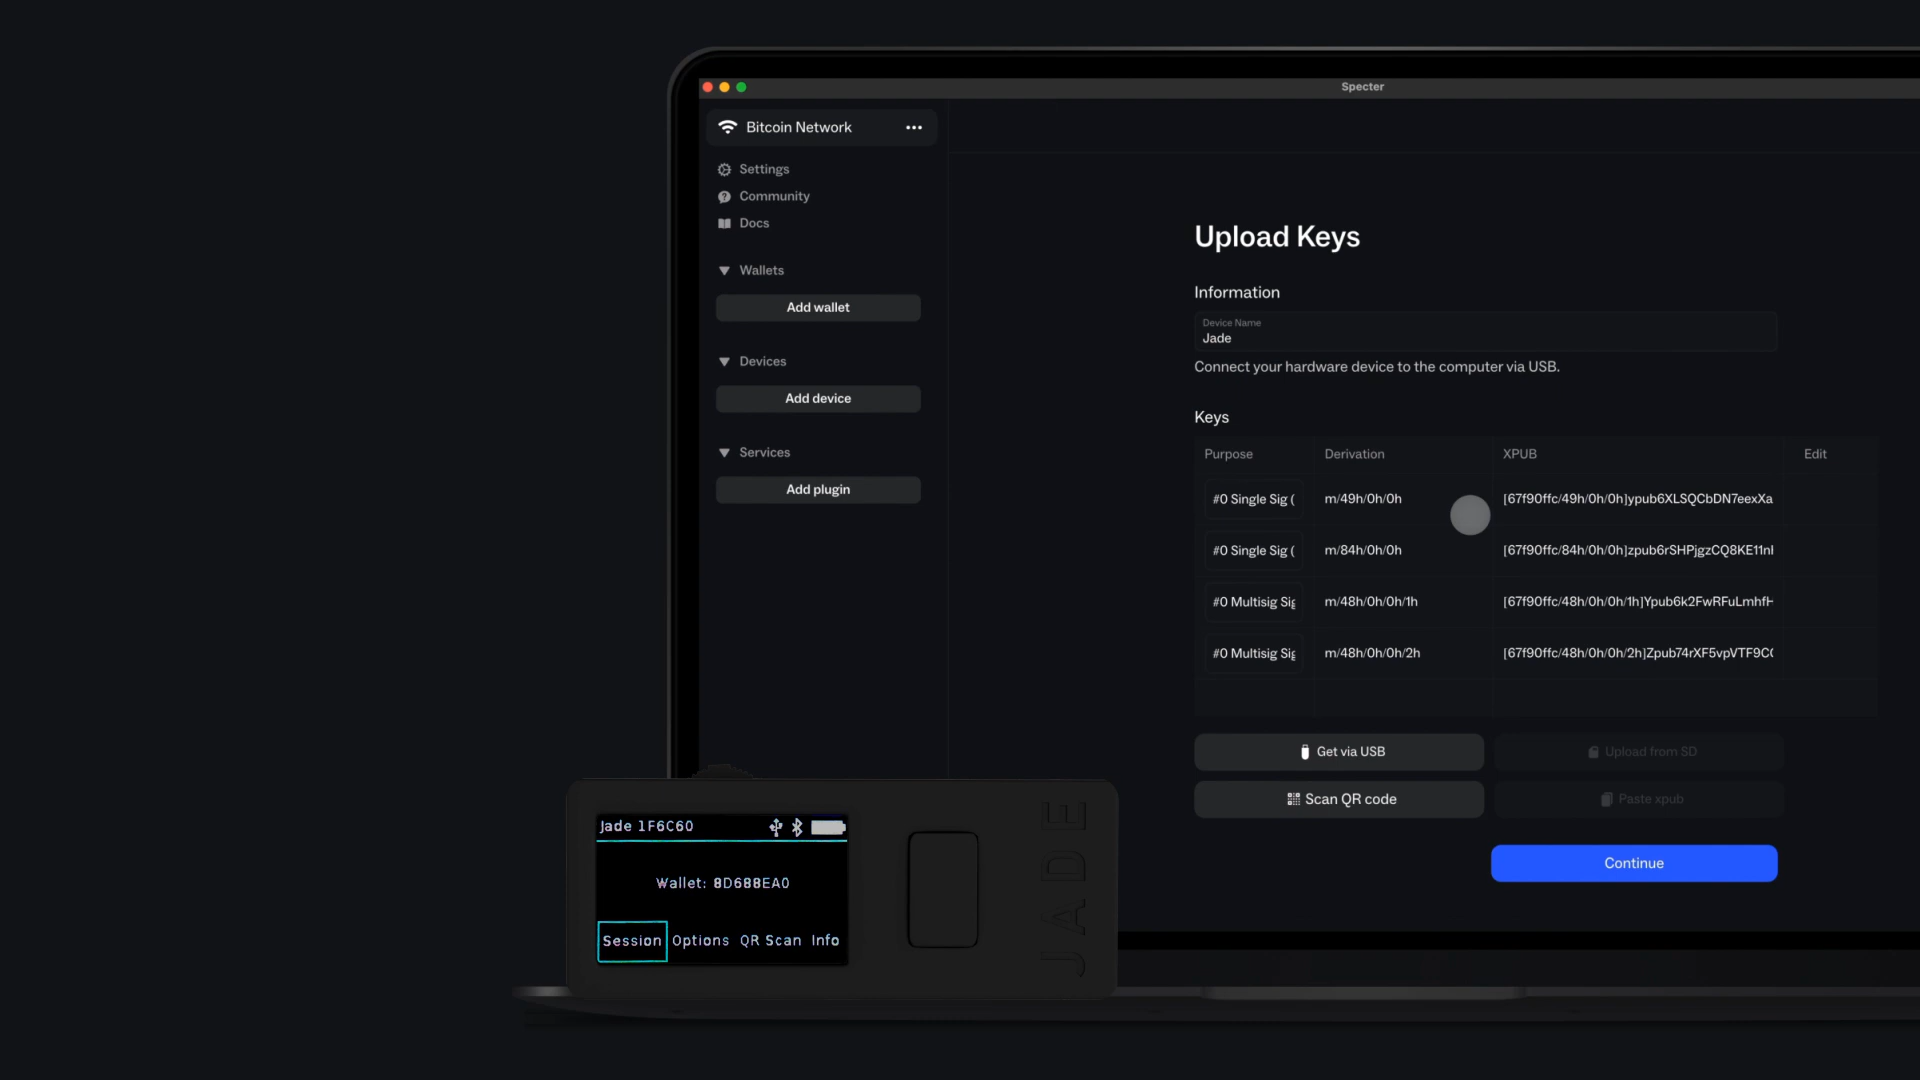 Specter
Bitcoin Network
Settings
Community
Docs
Wallets
Add wallet
Devices
Add device
Services
Add plugin
Upload Keys
Information
Device Name
Jade
Connect your hardware device to the computer via USB.
Keys
Purpose Derivation XPUB Edit
#0 Single Sig ( m/49h/0h/0h [67f90ffc/49h/0h/0h]ypub6XLSQCbDN7eexXa
#0 Single Sig ( m/84h/0h/0h [67f90ffc/84h/0h/0h]zpub6rSHPjgzCQ8KE11n
#0 Multisig Sig m/48h/0h/0h/1h [67f90ffc/48h/0h/0h/1h]Ypub6k2FwRFuLmhfH
#0 Multisig Sig m/48h/0h/0h/2h [67f90ffc/48h/0h/0h/2h]Zpub74rXF5vpVTF9C
Get via USB Upload from SD
Scan QR code Paste xpub
Continue
Jade 1F6C60
Wallet: 8D688EA0
Session Options QR Scan Info
JADE